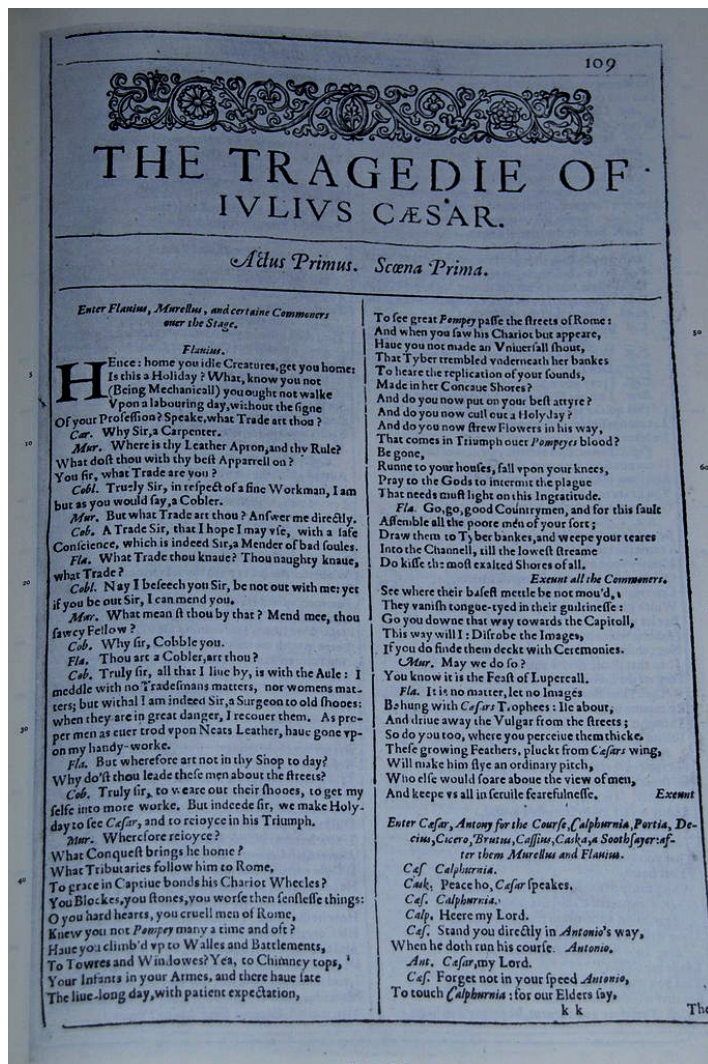 109
THE TRAGEDIE OF
IVLIVS CÆSAR.
Actus Primus. Scœna Prima.
Enter Flauius, Murellus, and certaine Commoners
ouer the Stage.
Flauius.
HEnce: home you idle Creatures,get you home:
5
Is this a Holiday? What, know you not
(Being Mechanicall) you ought not walke
Vpon a labouring day,without the signe
Of your Profession? Speake,what Trade art thou?
Car. Why Sir,a Carpenter.
10
Mur. Where is thy Leather Apron,and thy Rule?
What dost thou with thy best Apparrell on?
You sir, what Trade are you?
Cobl. Truely Sir, in respect of a fine Workman, I am
but as you would say,a Cobler.
Mur. But what Trade art thou? Answer me directly.
Cob. A Trade Sir, that I hope I may vse, with a safe
Conscience, which is indeed Sir,a Mender of bad soules.
Fla. What Trade thou knaue? Thou naughty knaue,
what Trade?
20
Cobl. Nay I beseech you Sir, be not out with me: yet
if you be out Sir, I can mend you.
Mur. What mean st thou by that? Mend mee, thou
sawcy Fellow?
Cob. Why sir, Cobble you.
Fla. Thou art a Cobler,art thou?
Cob. Truly sir, all that I liue by, is with the Aule: I
meddle with no Tradesmans matters, nor womens mat-
ters; but withal I am indeed Sir,a Surgeon to old shooes:
when they are in great danger, I recouer them. As pro-
per men as euer trod vpon Neats Leather, haue gone vp-
on my handy-worke.
Fla. But wherefore art not in thy Shop to day?
Why do'st thou leade these men about the streets?
Cob. Truly sir, to weare out their shooes, to get my
selfe into more worke. But indeede sir, we make Holy-
day to see Cæsar, and to reioyce in his Triumph.
Mur. Wherefore reioyce?
What Conquest brings he home?
What Tributaries follow him to Rome,
40
To grace in Captiue bonds his Chariot Wheeles?
You Blockes,you stones,you worse then senslesse things:
O you hard hearts, you cruell men of Rome,
Knew you not Pompey many a time and oft?
Haue you climb'd vp to Walles and Battlements,
To Towres and Windowes? Yea, to Chimney tops,
Your Infants in your Armes, and there haue sate
The liue-long day,with patient expectation,
To see great Pompey passe the streets of Rome:
50
And when you saw his Chariot but appeare,
Haue you not made an Vniuersall shout,
That Tyber trembled vnderneath her bankes
To heare the replication of your sounds,
Made in her Concaue Shores?
And do you now put on your best attyre?
And do you now cull out a Holyday?
And do you now strew Flowers in his way,
That comes in Triumph ouer Pompeyes blood?
Be gone,
60
Runne to your houses, fall vpon your knees,
Pray to the Gods to intermit the plague
That needs must light on this Ingratitude.
Fla. Go,go,good Countrymen, and for this fault
Assemble all the poore men of your sort;
Draw them to Tyber bankes,and weepe your teares
Into the Channell, till the lowest streame
Do kisse the most exalted Shores of all.
Exeunt all the Commoners.
See where their basest mettle be not mou'd,
They vanish tongue-tyed in their guiltinesse:
Go you downe that way towards the Capitoll,
This way will I: Disrobe the Images,
If you do finde them deckt with Ceremonies.
Mur. May we do so?
You know it is the Feast of Lupercall.
Fla. It is no matter,let no Images
Be hung with Cæsars Trophees: Ile about,
And driue away the Vulgar from the streets;
So do you too, where you perceiue them thicke.
These growing Feathers, pluckt from Cæsars wing,
Will make him flye an ordinary pitch,
Who else would soare aboue the view of men,
And keepe vs all in seruile fearefulnesse. Exeunt
Enter Cæsar, Antony for the Course, Calphurnia, Portia, De-
cius,Cicero,Brutus,Cassius,Caska,a Soothsayer:af-
ter them Murellus and Flauius.
Cæs Calphurnia.
Cask. Peace ho, Cæsar speakes.
Cæs. Calphurnia.
Calp. Heere my Lord.
Cæs. Stand you directly in Antonio's way,
When he doth run his course. Antonio.
Ant. Cæsar,my Lord.
Cæs. Forget not in your speed Antonio,
To touch Calphurnia: for our Elders say,
k k The